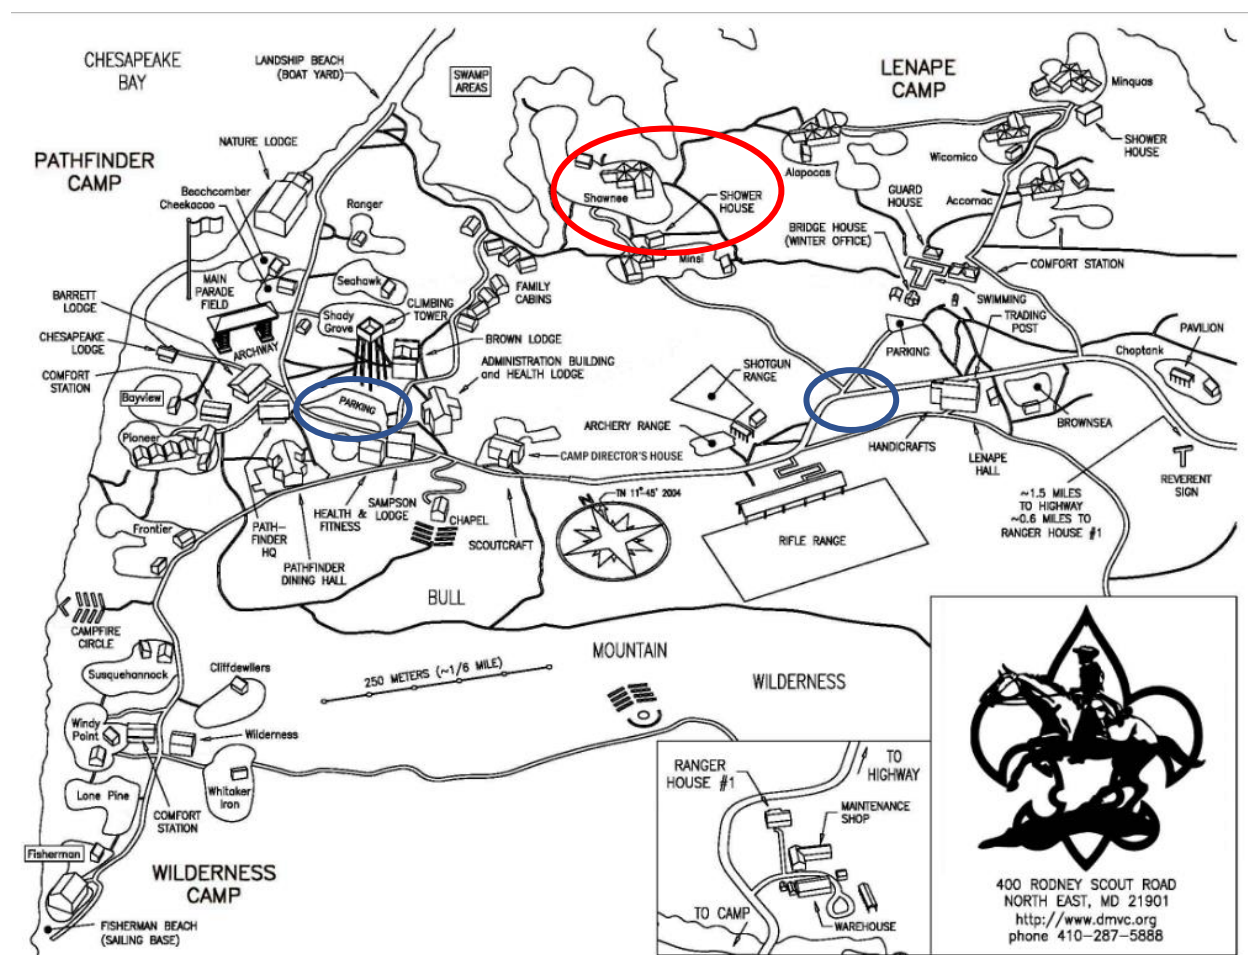 CHESAPEAKE
BAY
LANDSHIP BEACH
(BOAT YARD)
SWAMP
AREAS
LENAPE
CAMP
Minquas
SHOWER
HOUSE
NATURE LODGE
PATHFINDER
CAMP
Beachcomber
Cheekacoo
Ranger
Shawnee
SHOWER
HOUSE
Alapocas
Wicomico
GUARD
HOUSE
Accomac
BRIDGE HOUSE
(WINTER OFFICE)
Minsi
COMFORT STATION
MAIN
PARADE
FIELD
Seahawk
FAMILY
CABINS
SWIMMING
TRADING
POST
BARRETT
LODGE
Shady
Grove
CLIMBING
TOWER
ARCHWAY
CHESAPEAKE
LODGE
BROWN LODGE
PARKING
PAVILION
Choptank
COMFORT
STATION
ADMINISTRATION BUILDING
and HEALTH LODGE
SHOTGUN
RANGE
Bayview
PARKING
ARCHERY RANGE
BROWNSEA
Pioneer
CAMP DIRECTOR'S HOUSE
HANDICRAFTS
LENAPE
HALL
REVERENT
SIGN
N
TN 11°-45' 2004
~1.5 MILES
TO HIGHWAY
~0.6 MILES TO
RANGER HOUSE #1
Frontier
PATH-
FINDER
HQ
HEALTH &
FITNESS
SAMPSON
LODGE
CHAPEL
SCOUTCRAFT
RIFLE RANGE
PATHFINDER
DINING HALL
BULL
MOUNTAIN
WILDERNESS
CAMPFIRE
CIRCLE
Susquehannock
Cliffdwellers
250 METERS (~1/6 MILE)
Windy
Point
Wilderness
Lone Pine
Whitaker
Iron
COMFORT
STATION
Fisherman
WILDERNESS
CAMP
FISHERMAN BEACH
(SAILING BASE)
RANGER
HOUSE #1
TO
HIGHWAY
MAINTENANCE
SHOP
TO CAMP
WAREHOUSE
400 RODNEY SCOUT ROAD
NORTH EAST, MD 21901
http://www.dmvc.org
phone 410-287-5888